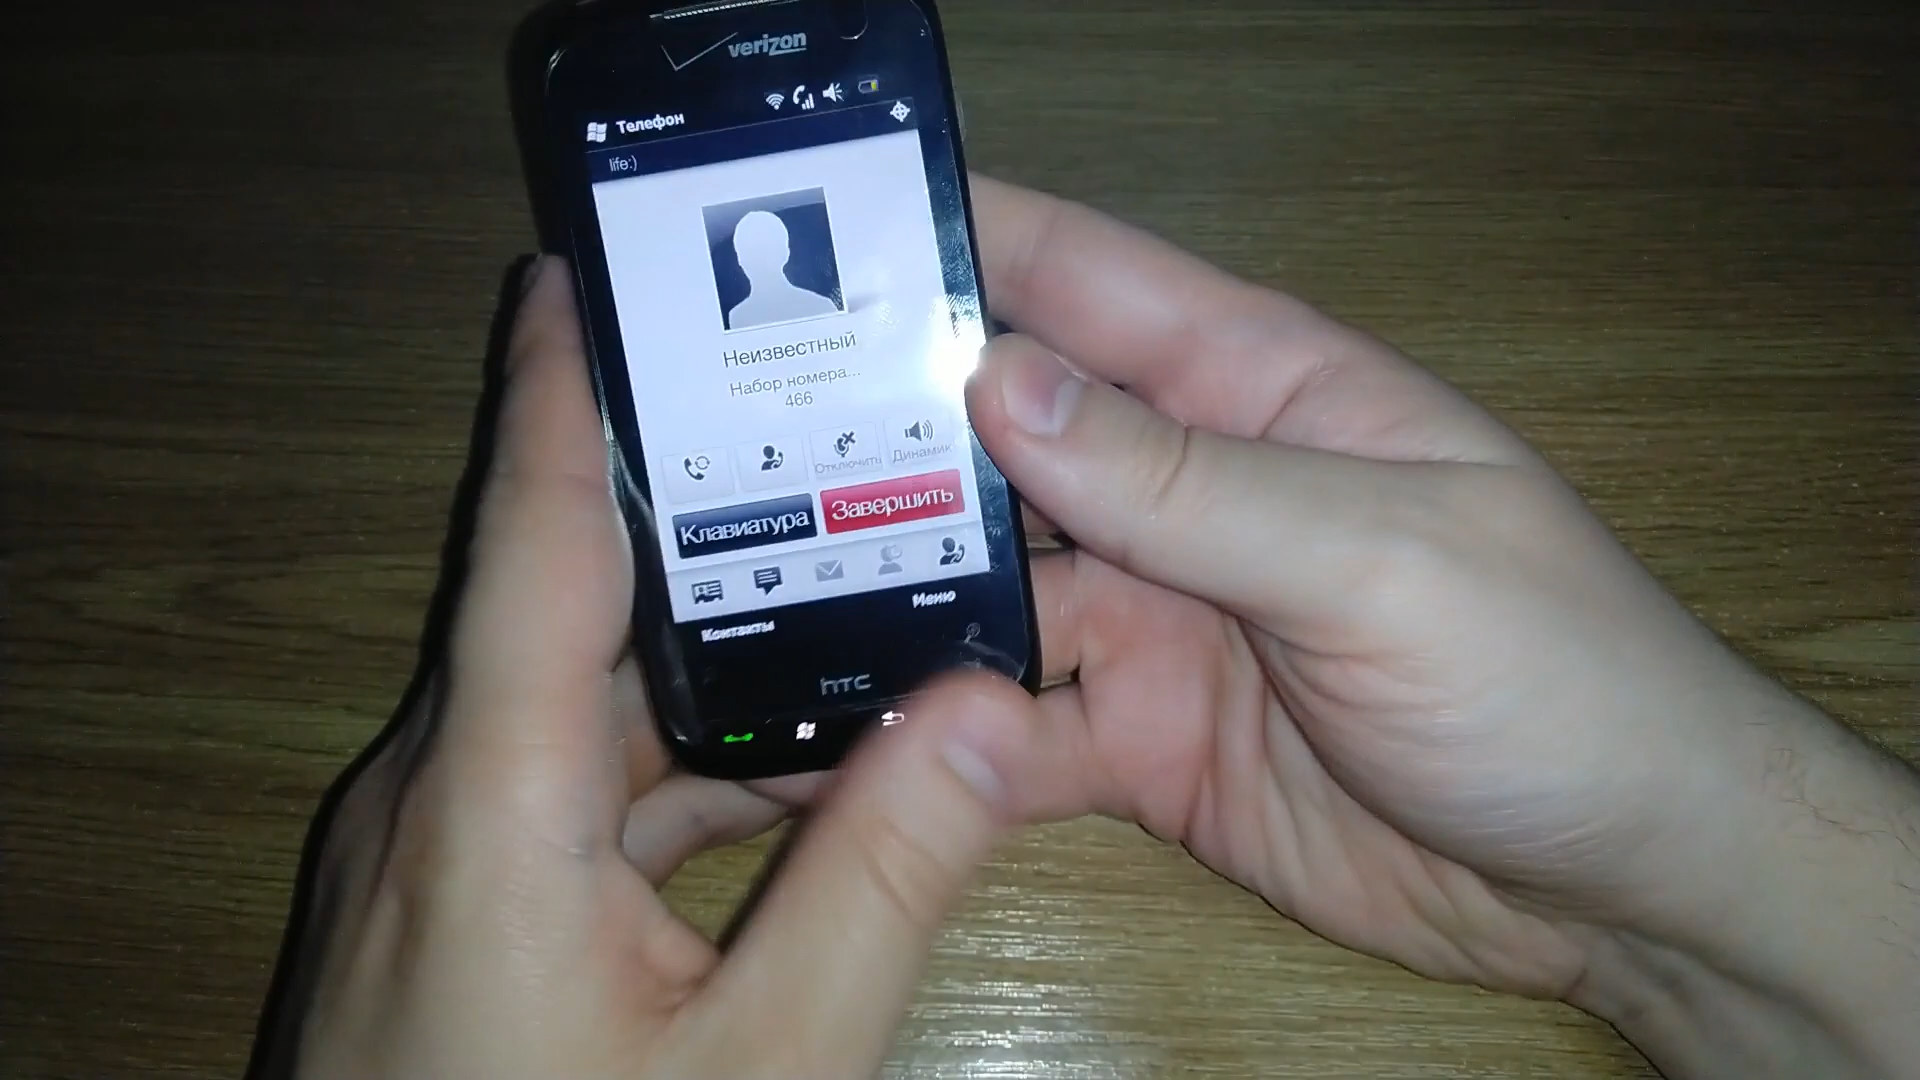 verizon
Телефон
life:)
Неизвестный
Набор номера...
466
Отключить
Динамик
Клавиатура
Завершить
Контакты
Меню
hTC